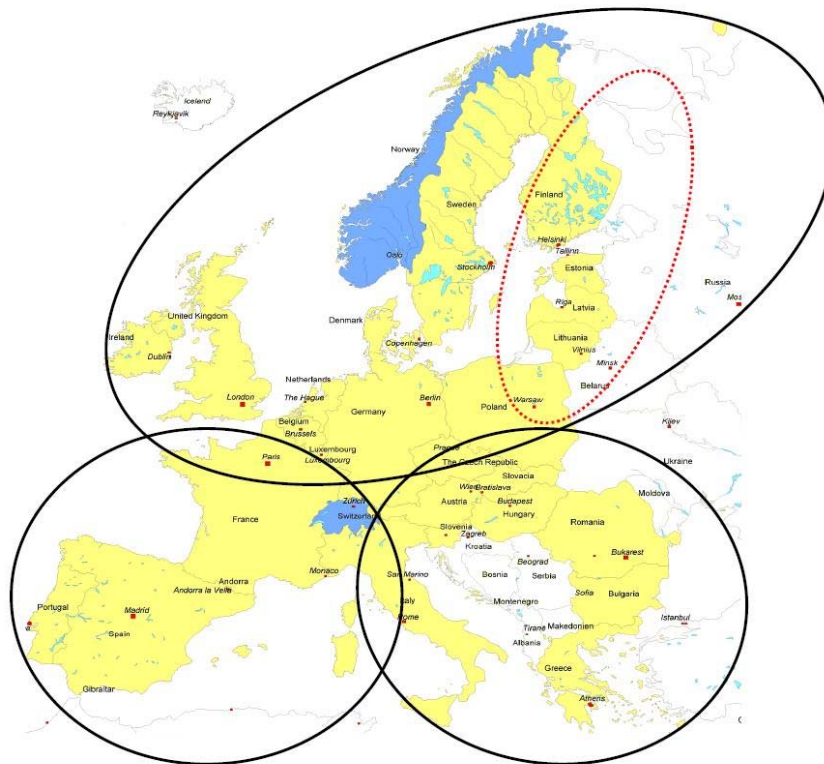 Iceland
Reykjavik
Norway
Finland
Sweden
Helsinki
Oslo
Tallinn
Stockholm
Estonia
Russia
Mos
Riga
Latvia
United Kingdom
Denmark
Ireland
Lithuania
Copenhagen
Vilnius
Dublin
Minsk
Netherlands
Belarus
The Hague
London
Berlin
Warsaw
Germany
Poland
Belgium
Kiev
Brussels
Luxembourg
Prague
Paris
Luxembourg
The Czech Republic
Ukraine
Slovacia
Moldova
Wien
Bratislava
Zürich
Austria
Budapest
Switzerland
Hungary
France
Romania
Slovenia
Zagreb
Kroatia
Bukarest
Beograd
Monaco
San Marino
Bosnia
Serbia
Andorra
Andorra la Vella
Sofia
Bulgaria
Italy
Montenegro
Portugal
Madrid
Rome
Istanbul
Tirane
Makedonien
Spain
Albania
Greece
Gibraltar
Athens